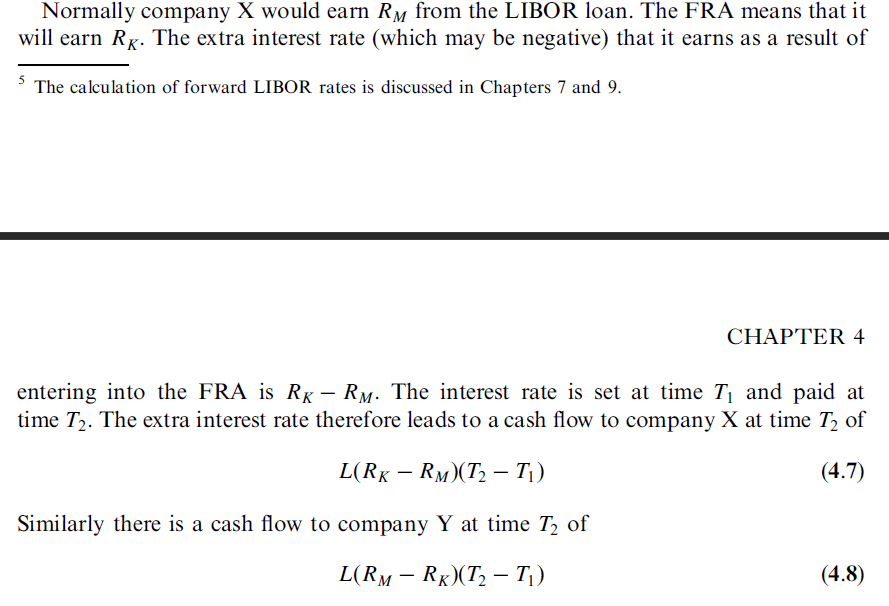 Normally company X would earn R_M from the LIBOR loan. The FRA means that it
will earn R_K. The extra interest rate (which may be negative) that it earns as a result of
5 The calculation of forward LIBOR rates is discussed in Chapters 7 and 9.
CHAPTER 4
entering into the FRA is R_K − R_M. The interest rate is set at time T_1 and paid at
time T_2. The extra interest rate therefore leads to a cash flow to company X at time T_2 of
L(R_K − R_M)(T_2 − T_1) (4.7)
Similarly there is a cash flow to company Y at time T_2 of
L(R_M − R_K)(T_2 − T_1) (4.8)